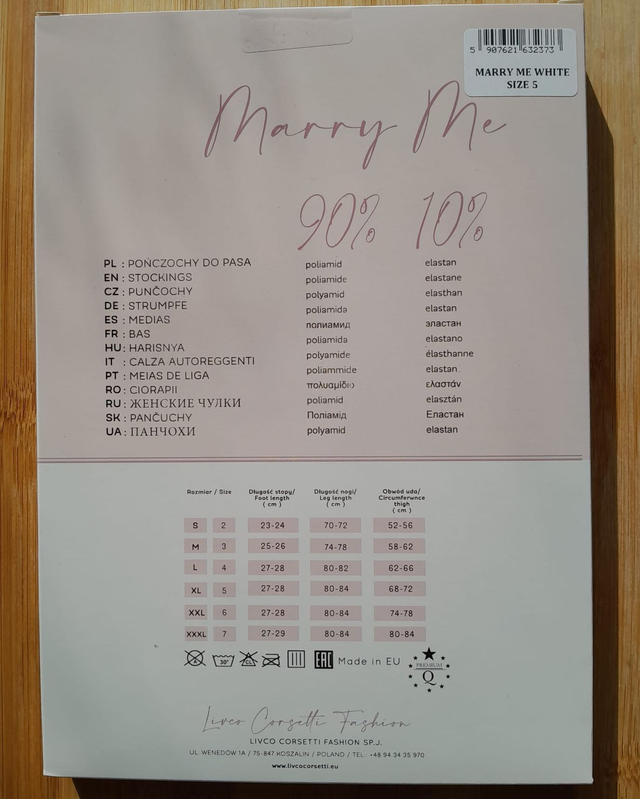 5 907621 632373
MARRY ME WHITE
SIZE 5
Marry Me
90% 10%
PL : POŃCZOCHY DO PASA poliamid elastan
EN : STOCKINGS poliamide elastane
CZ : PUNČOCHY polyamid elasthan
DE : STRUMPFE poliamida elastan
ES : MEDIAS полиамид эластан
FR : BAS poliamida elastano
HU : HARISNYA polyamide élasthanne
IT : CALZA AUTOREGGENTI poliammide elastan
PT : MEIAS DE LIGA πολυαμίδιο ελαστάν
RO : CIORAPII poliamid elasztán
RU : ЖЕНСКИЕ ЧУЛКИ Поліамід Еластан
SK : PANČUCHY polyamid elastan
UA : ПАНЧОХИ
Rozmiar / Size Długość stopy/ Długość nogi/ Obwód uda/
Foot length Leg length Circumferwnce
( cm ) ( cm ) thigh
( cm )
S 2 23-24 70-72 52-56
M 3 25-26 74-78 58-62
L 4 27-28 80-82 62-66
XL 5 27-28 80-84 68-72
XXL 6 27-28 80-84 74-78
XXXL 7 27-29 80-84 80-84
30° CL EAC Made in EU PREMIUM
Q
Livco Corsetti Fashion
LIVCO CORSETTI FASHION SP.J.
UL. WENEDÓW 1A / 75-847 KOSZALIN / POLAND / TEL.: +48 94 34 35 970
www.livcocorsetti.eu